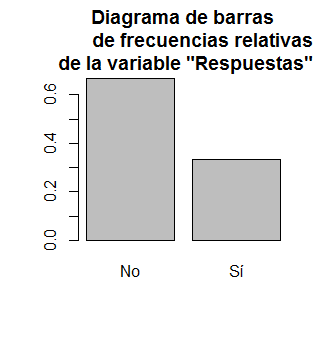 Diagrama de barras
de frecuencias relativas
de la variable "Respuestas"
0.6
0.4
0.2
0.0
No
Sí